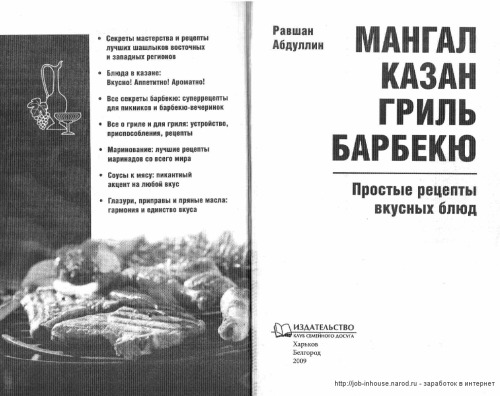 • Секреты мастерства и рецепты
лучших шашлыков восточных
и западных регионов
• Блюда в казане:
Вкусно! Аппетитно! Ароматно!
• Все секреты барбекю: суперрецепты
для пикников и барбекю-вечеринок
• Все о гриле и для гриля: устройство,
приспособления, рецепты
• Маринование: лучшие рецепты
маринадов со всего мира
• Соусы к мясу: пикантный
акцент на любой вкус
• Глазури, приправы и пряные масла:
гармония и единство вкуса
Равшан
Абдуллин
МАНГАЛ
КАЗАН
ГРИЛЬ
БАРБЕКЮ
Простые рецепты
вкусных блюд
ИЗДАТЕЛЬСТВО
КЛУБ СЕМЕЙНОГО ДОСУГА
Харьков
Белгород
2009
http://job-inhouse.narod.ru - заработок в интернет